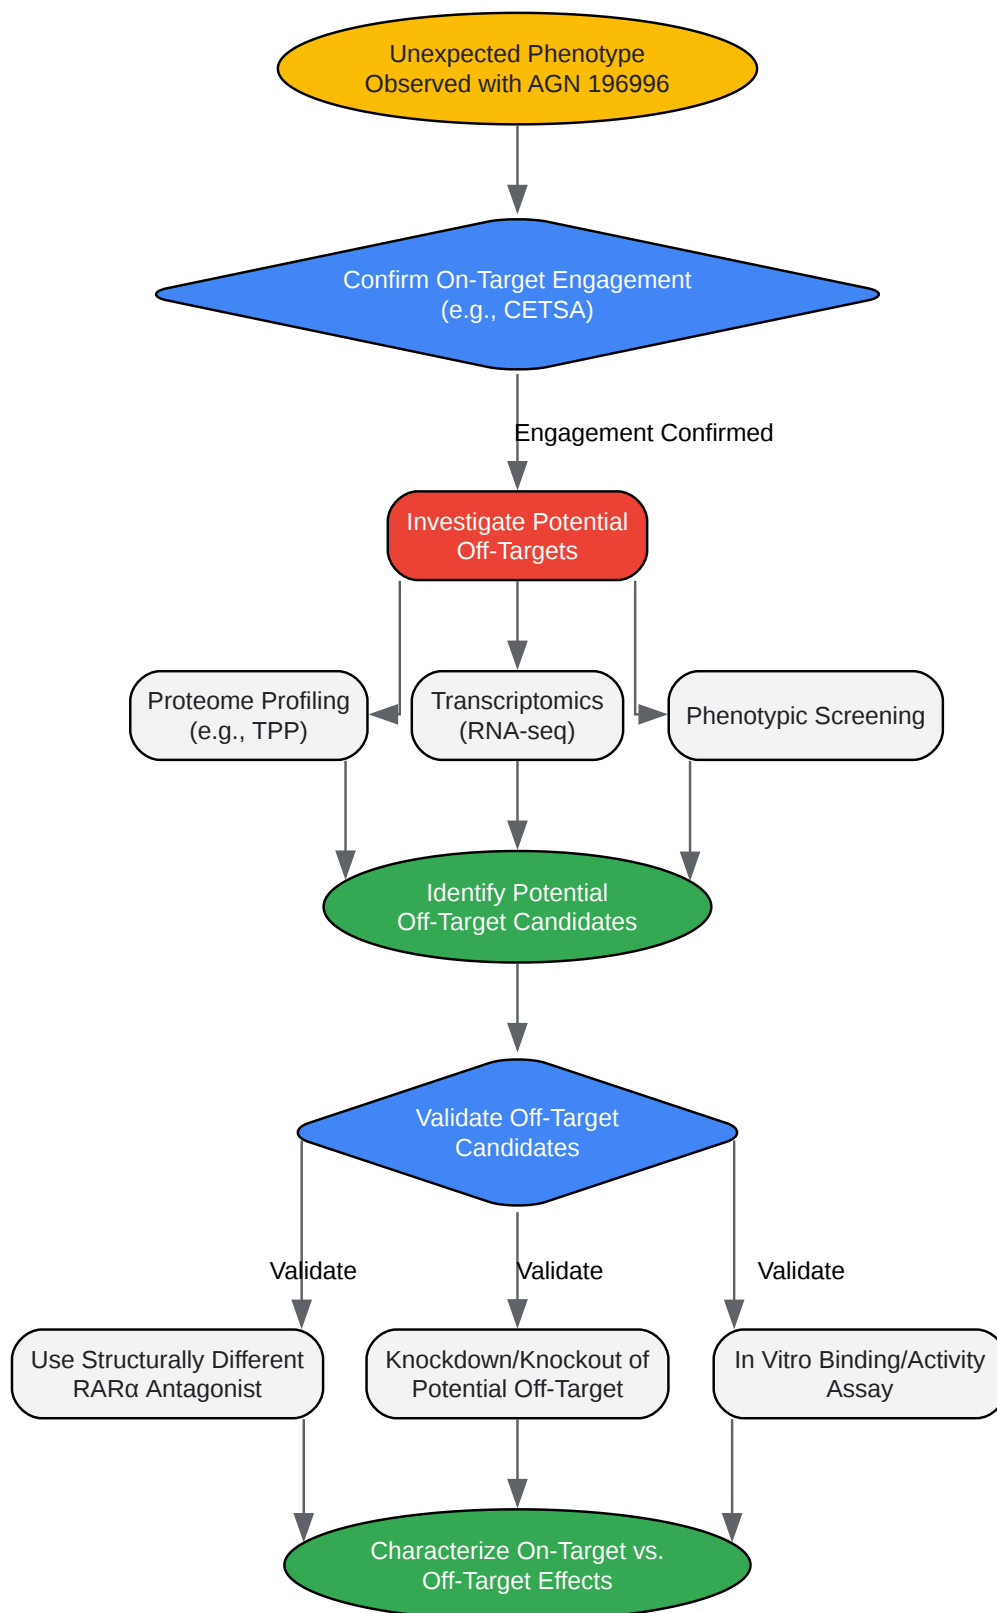 Unexpected Phenotype
Observed with AGN 196996
Confirm On-Target Engagement
(e.g., CETSA)
Engagement Confirmed
Investigate Potential
Off-Targets
Proteome Profiling
(e.g., TPP)
Transcriptomics
(RNA-seq)
Phenotypic Screening
Identify Potential
Off-Target Candidates
Validate Off-Target
Candidates
Validate
Validate
Validate
Use Structurally Different
RARα Antagonist
Knockdown/Knockout of
Potential Off-Target
In Vitro Binding/Activity
Assay
Characterize On-Target vs.
Off-Target Effects